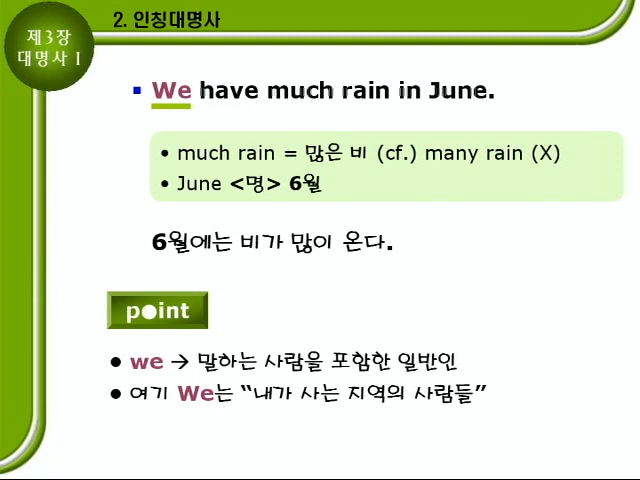 제3장
대명사 I
2. 인칭대명사
▪ We have much rain in June.
• much rain = 많은 비 (cf.) many rain (X)
• June <명> 6월
6월에는 비가 많이 온다.
point
● we → 말하는 사람을 포함한 일반인
● 여기 We는 “내가 사는 지역의 사람들”